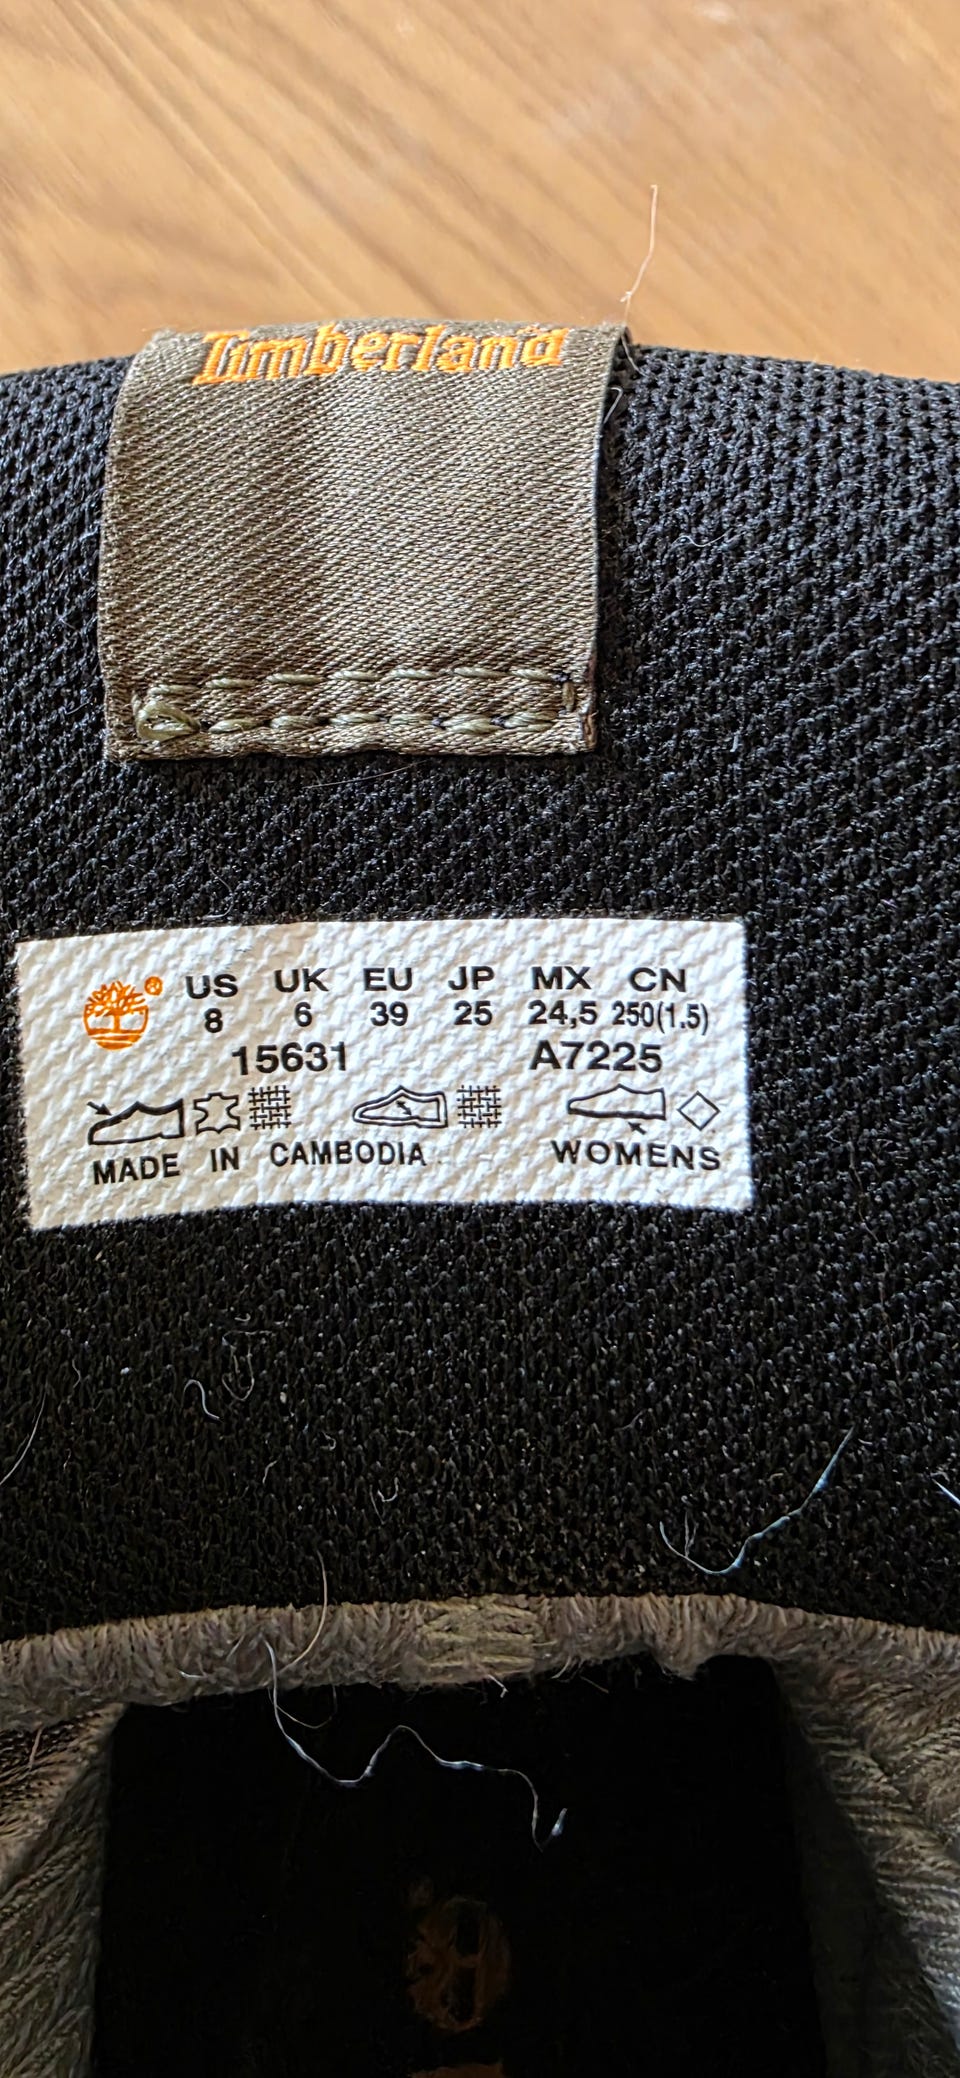 Timberland
® US UK EU JP MX CN
8 6 39 25 24,5 250(1.5)
15631 A7225
MADE IN CAMBODIA WOMENS